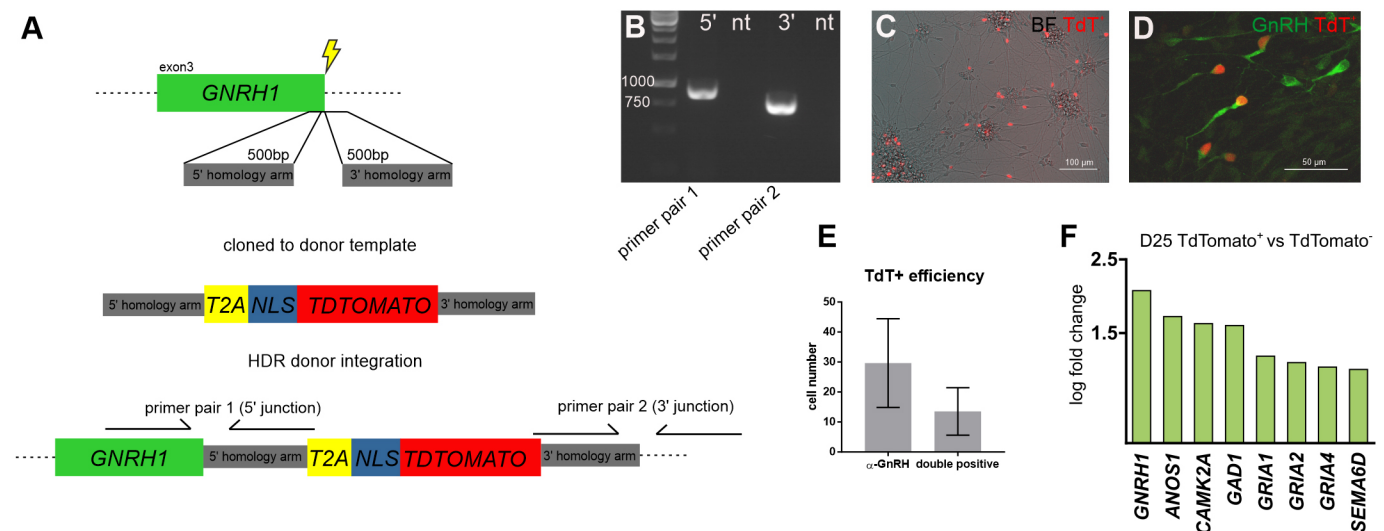 A
exon3
GNRH1
500bp
500bp
5' homology arm
3' homology arm
cloned to donor template
5' homology arm
T2A
NLS
TDTOMATO
3' homology arm
HDR donor integration
primer pair 1 (5' junction)
primer pair 2 (3' junction)
GNRH1
5' homology arm
T2A
NLS
TDTOMATO
3' homology arm
B
5' nt 3' nt
1000
750
primer pair 1
primer pair 2
C
BF TdT+
100 µm
D
GnRH TdT+
50 µm
E
TdT+ efficiency
cell number
50
40
30
20
10
0
α-GnRH
double positive
F
D25 TdTomato+ vs TdTomato-
log fold change
2.5
1.5
GNRH1
ANOS1
CAMK2A
GAD1
GRIA1
GRIA2
GRIA4
SEMA6D